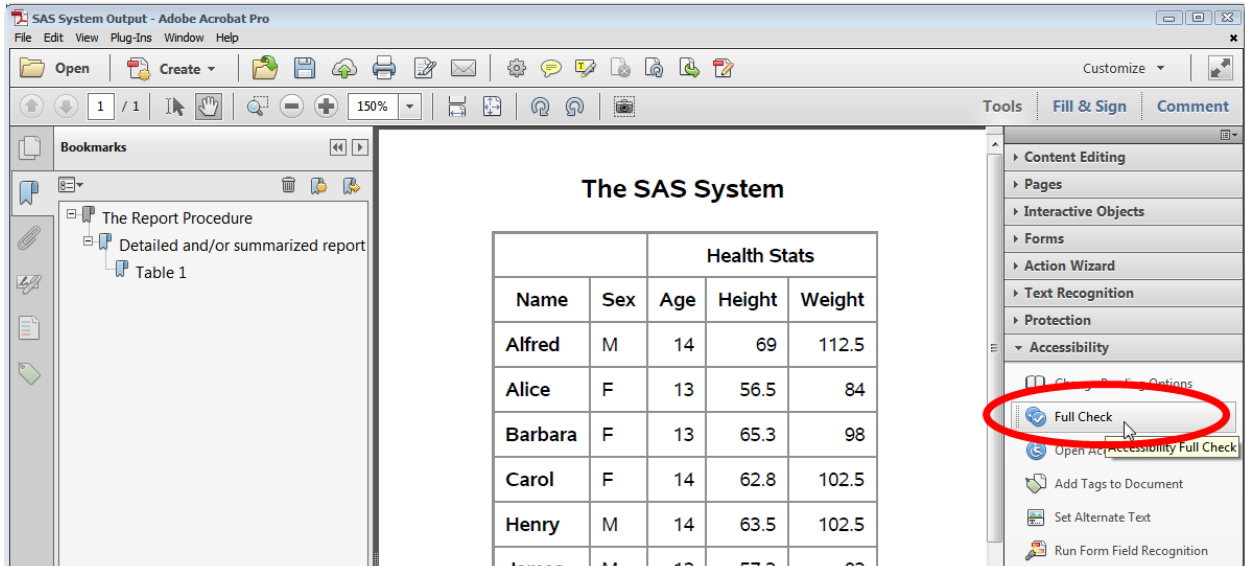 SAS System Output - Adobe Acrobat Pro
File Edit View Plug-Ins Window Help
Open Create Customize
1 / 1 150% Tools Fill & Sign Comment
Bookmarks
The Report Procedure
Detailed and/or summarized report
Table 1
The SAS System
Health Stats
Name Sex Age Height Weight
Alfred M 14 69 112.5
Alice F 13 56.5 84
Barbara F 13 65.3 98
Carol F 14 62.8 102.5
Henry M 14 63.5 102.5
Content Editing
Pages
Interactive Objects
Forms
Action Wizard
Text Recognition
Protection
Accessibility
Change Reading Options
Full Check
Open Acc
Accessibility Full Check
Add Tags to Document
Set Alternate Text
Run Form Field Recognition